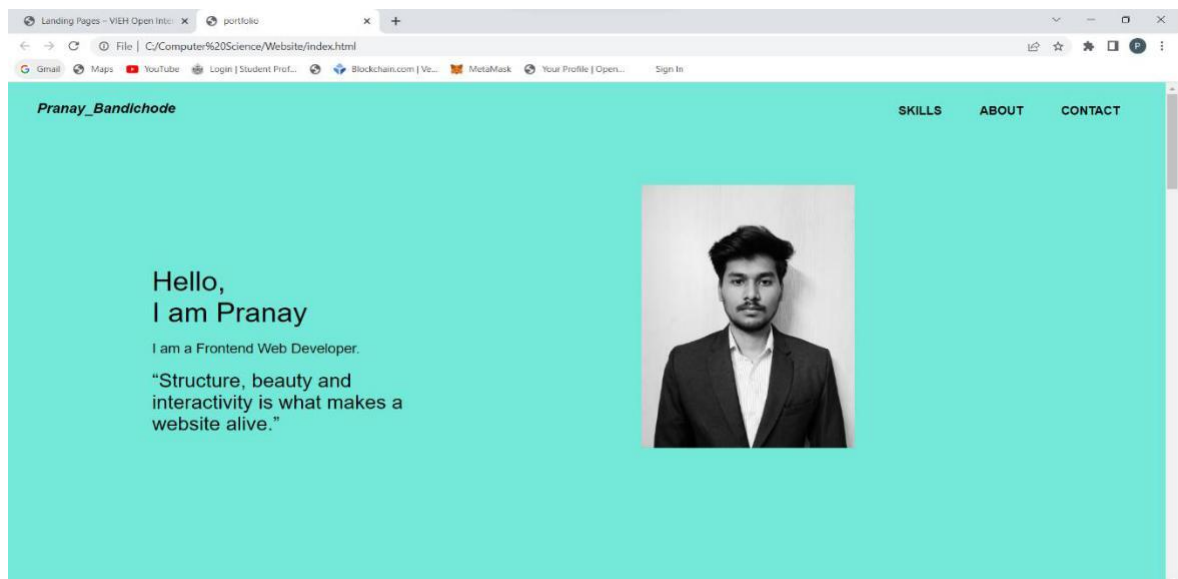 Landing Pages – VIEH Open Inter
portfolio
File | C:/Computer%20Science/Website/index.html
Gmail Maps YouTube Login | Student Prof... Blockchain.com | Ve... MetaMask Your Profile | Open... Sign In
P
Pranay_Bandichode
SKILLS ABOUT CONTACT
Hello,
I am Pranay
I am a Frontend Web Developer.
“Structure, beauty and
interactivity is what makes a
website alive.”